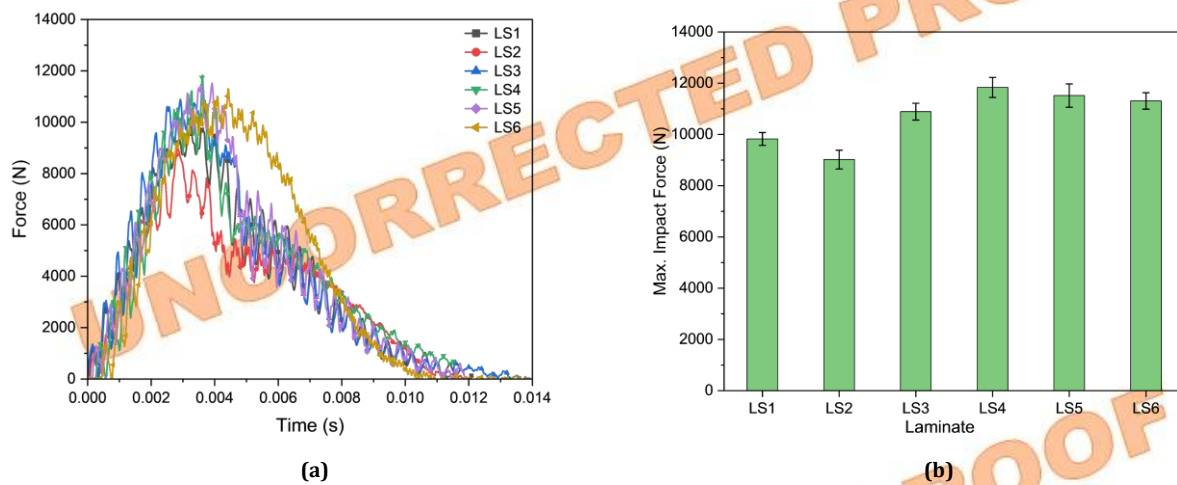 14000
12000
10000
8000
6000
4000
2000
0
Force (N)
0.000 0.002 0.004 0.006 0.008 0.010 0.012 0.014
Time (s)
LS1
LS2
LS3
LS4
LS5
LS6
(a)
14000
12000
10000
8000
6000
4000
2000
0
Max. Impact Force (N)
LS1 LS2 LS3 LS4 LS5 LS6
Laminate
(b)
UNCORRECTED PROOF
PROOF